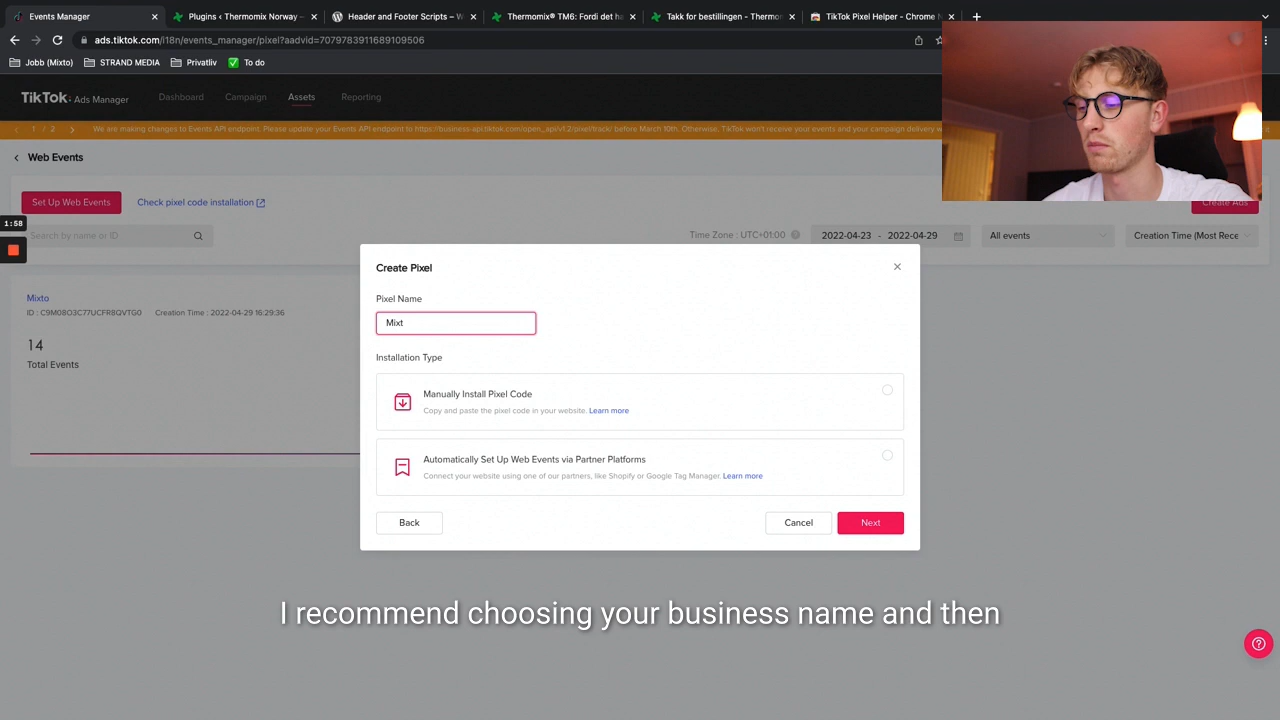 Events Manager
Plugins ‹ Thermomix Norway –
Header and Footer Scripts – W
Thermomix® TM6: Fordi det ha
Takk for bestillingen - Thermo
TikTok Pixel Helper - Chrome
ads.tiktok.com/i18n/events_manager/pixel?aadvid=7079783911689109506
Jobb (Mixto)
STRAND MEDIA
Privatliv
To do
TikTok: Ads Manager
Dashboard
Campaign
Assets
Reporting
1 / 2
We are making changes to Events API endpoint. Please update your Events API endpoint to https://business-api.tiktok.com/open_api/v1.2/pixel/track/ before March 10th. Otherwise, TikTok won't receive your events and your campaign delivery w
Web Events
Set Up Web Events
Check pixel code installation
Create Ads
1:58
Search by name or ID
Time Zone : UTC+01:00
2022-04-23 - 2022-04-29
All events
Creation Time (Most Rece
Mixto
ID : C9M08O3C77UCFR8QVTG0 Creation Time : 2022-04-29 16:29:36
14
Total Events
Create Pixel
Pixel Name
Mixt
Installation Type
Manually Install Pixel Code
Copy and paste the pixel code in your website. Learn more
Automatically Set Up Web Events via Partner Platforms
Connect your website using one of our partners, like Shopify or Google Tag Manager. Learn more
Back
Cancel
Next
I recommend choosing your business name and then